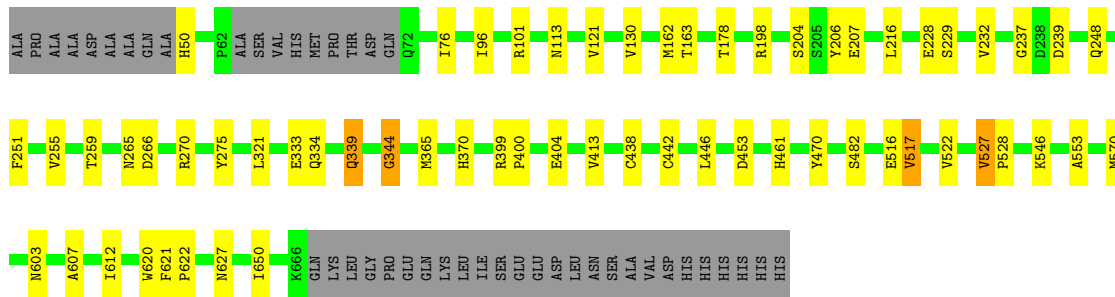 ALA PRO ALA ALA ASP ALA ALA GLN ALA H50 P62 ALA SER VAL HIS MET PRO THR ASP GLN Q72 I76 I96 R101 N113 V121 V130 M162 T163 T178 R198 S204 S205 Y206 E207 L216 E228 S229 V232 G237 D238 D239 Q248
F251 V255 T259 N265 D266 R270 Y275 L321 E333 Q334 Q339 G344 M365 H370 R399 P400 E404 V413 C438 C442 L446 D453 H461 Y470 S482 E516 V517 V522 V527 P528 K546 A553 M570
N603 A607 I612 W620 F621 P622 N627 I650 K666 GLN LYS LEU GLY PRO GLU GLN LYS LEU ILE SER GLU GLU ASP LEU ASN SER ALA VAL ASP HIS HIS HIS HIS HIS HIS